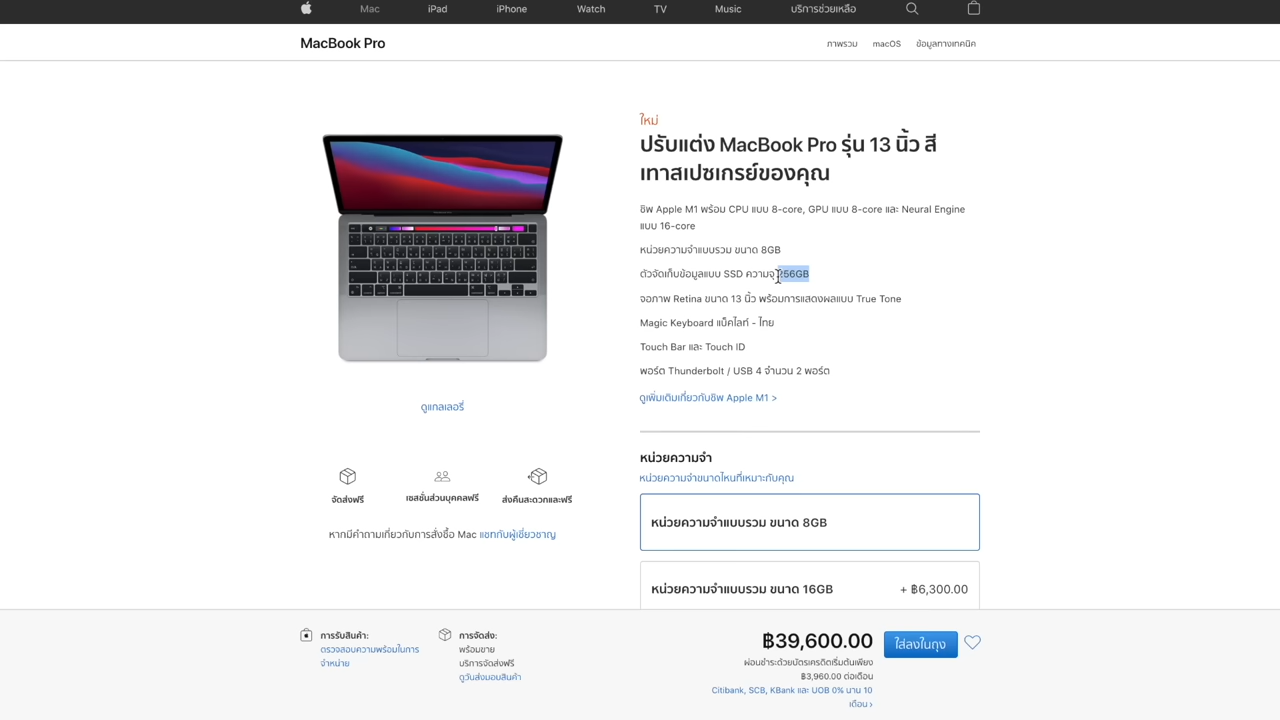 Mac
iPad
iPhone
Watch
TV
Music
บริการช่วยเหลือ
MacBook Pro
ภาพรวม
macOS
ข้อมูลทางเทคนิค
ใหม่
ปรับแต่ง MacBook Pro รุ่น 13 นิ้ว สี
เทาสเปซเกรย์ของคุณ
ชิพ Apple M1 พร้อม CPU แบบ 8-core, GPU แบบ 8-core และ Neural Engine
แบบ 16-core
หน่วยความจำแบบรวม ขนาด 8GB
ตัวจัดเก็บข้อมูลแบบ SSD ความจุ 256GB
จอภาพ Retina ขนาด 13 นิ้ว พร้อมการแสดงผลแบบ True Tone
Magic Keyboard แบ็คไลท์ - ไทย
Touch Bar และ Touch ID
พอร์ต Thunderbolt / USB 4 จำนวน 2 พอร์ต
ดูเพิ่มเติมเกี่ยวกับชิพ Apple M1 >
ดูแกลเลอรี่
จัดส่งฟรี
เซสชั่นส่วนบุคคลฟรี
ส่งคืนสะดวกและฟรี
หากมีคำถามเกี่ยวกับการสั่งซื้อ Mac แชทกับผู้เชี่ยวชาญ
หน่วยความจำ
หน่วยความจำขนาดไหนที่เหมาะกับคุณ
หน่วยความจำแบบรวม ขนาด 8GB
หน่วยความจำแบบรวม ขนาด 16GB
+ ฿6,300.00
การรับสินค้า:
ตรวจสอบความพร้อมในการ
จำหน่าย
การจัดส่ง:
พร้อมขาย
บริการจัดส่งฟรี
ดูวันส่งมอบสินค้า
฿39,600.00
ผ่อนชำระด้วยบัตรเครดิตเริ่มต้นเพียง
฿3,960.00 ต่อเดือน
Citibank, SCB, KBank และ UOB 0% นาน 10
เดือน ›
ใส่ลงในถุง